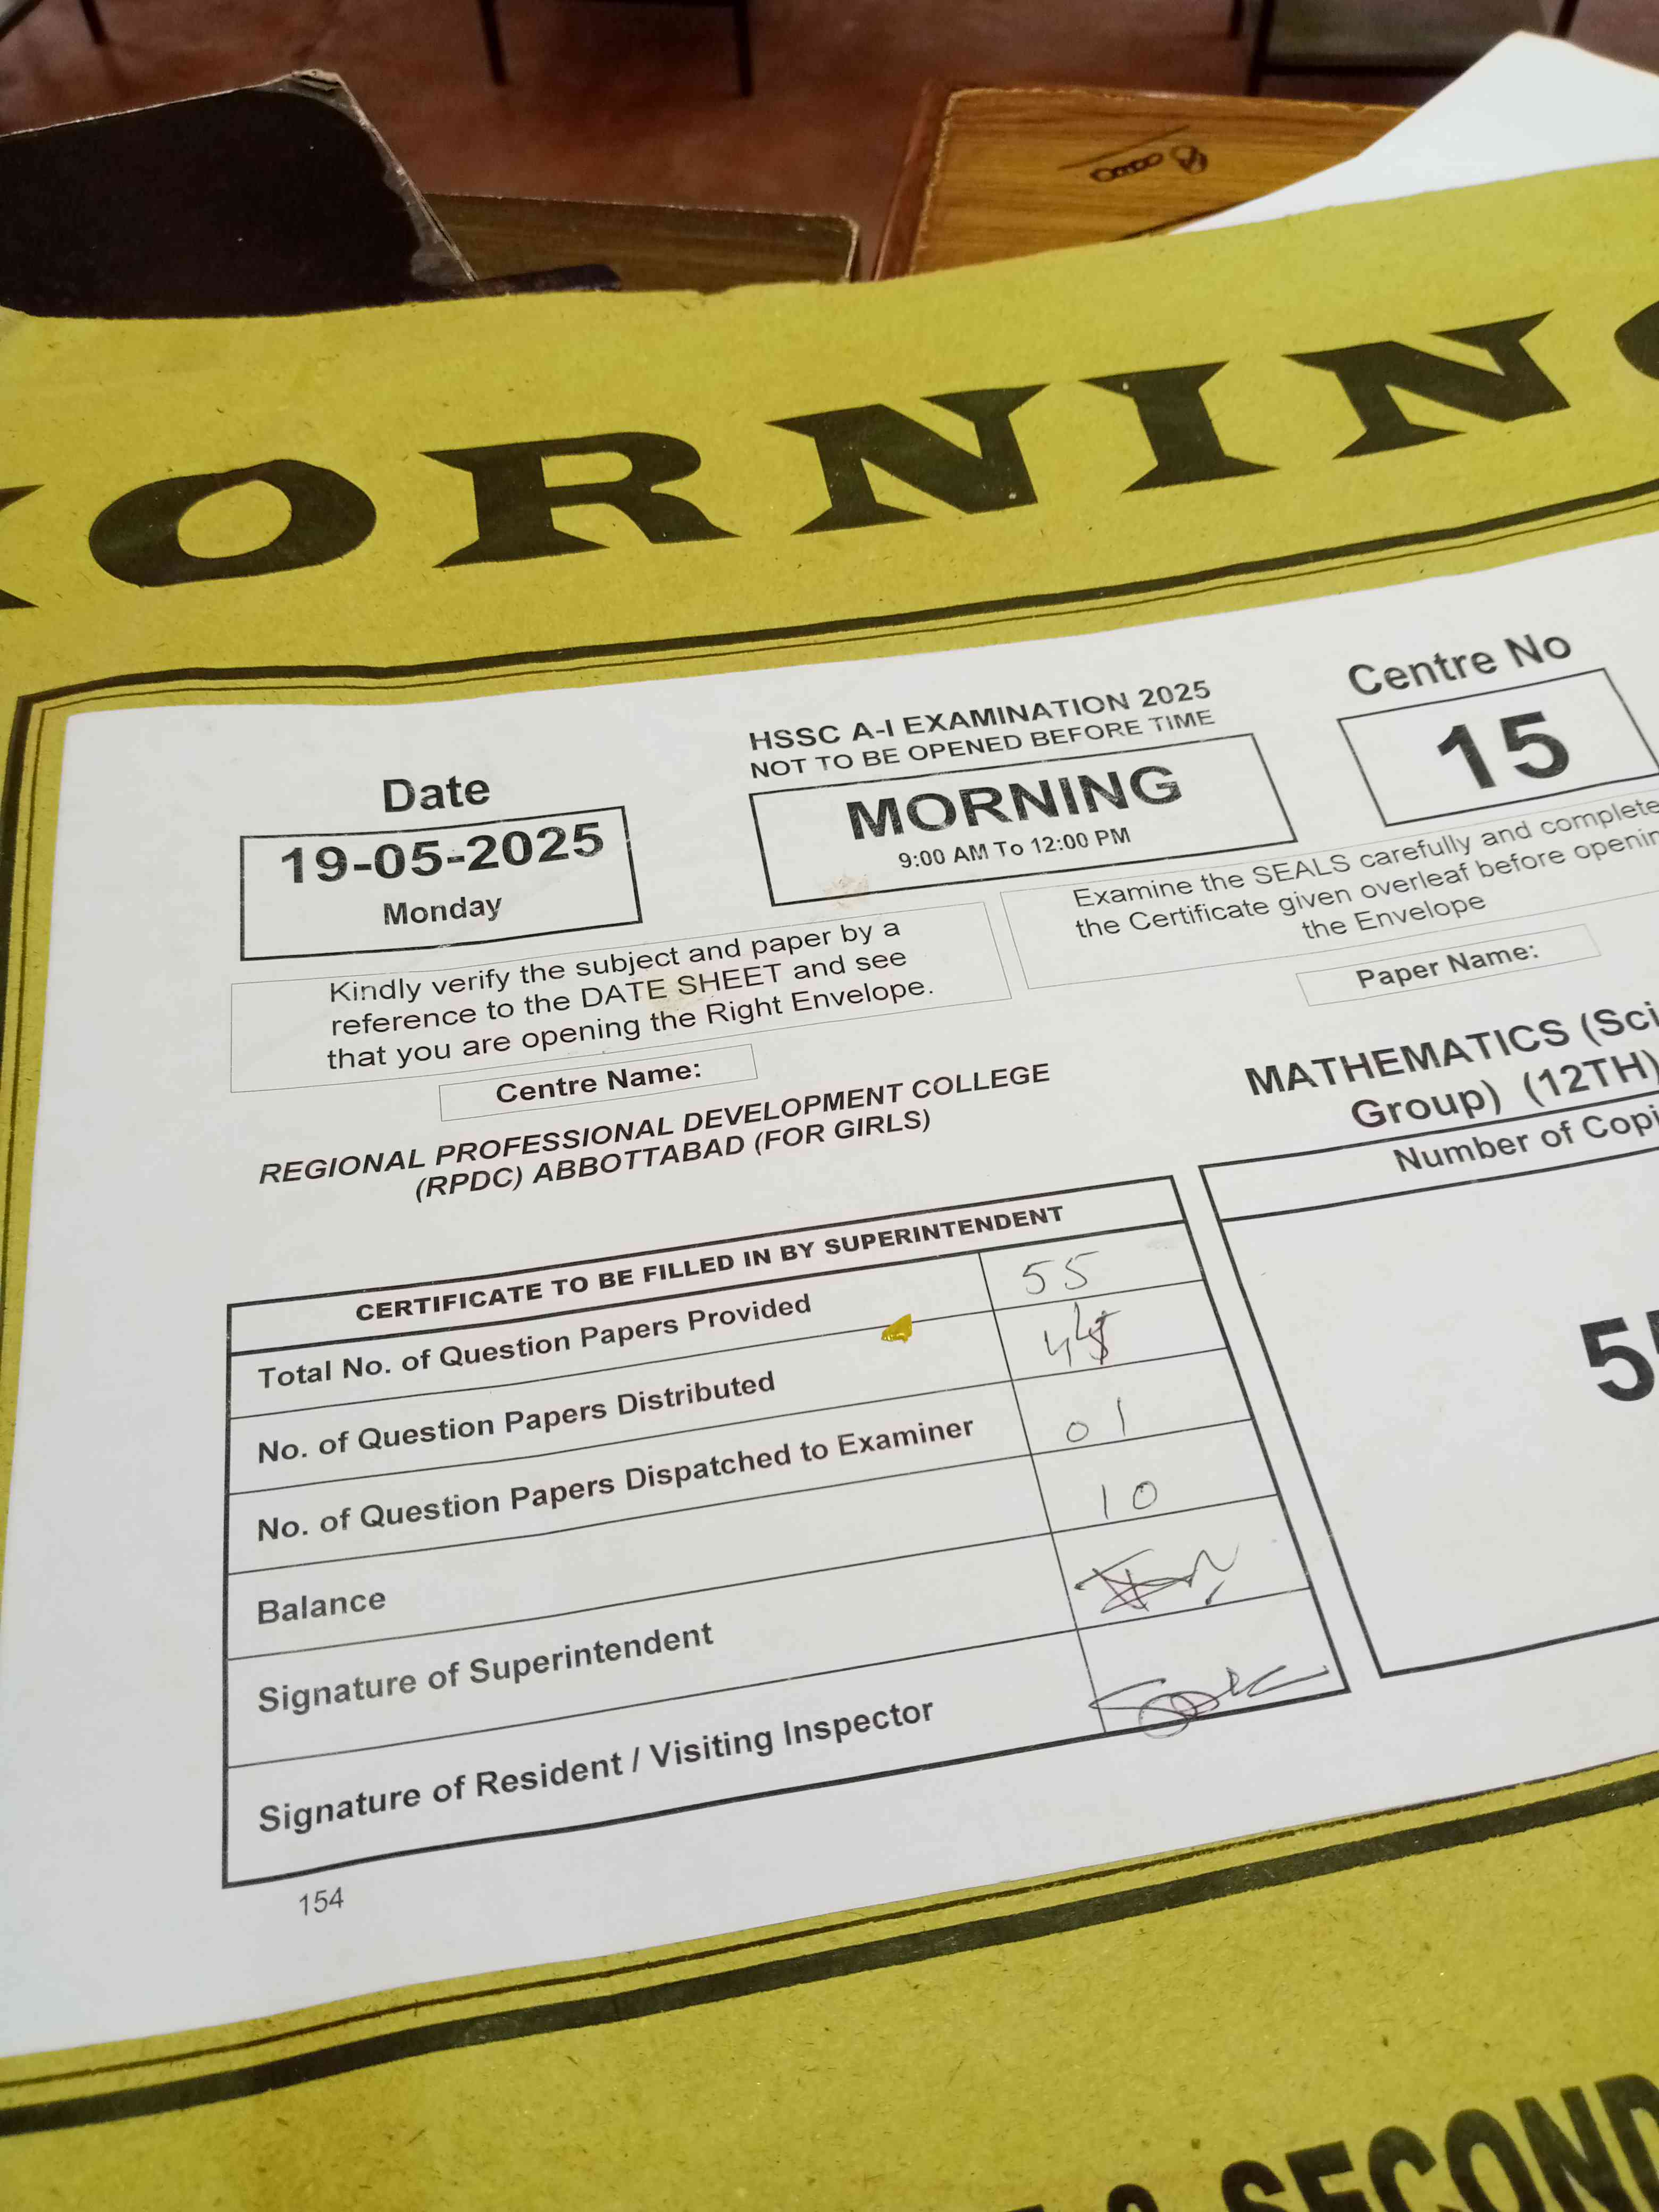 ORNING
HSSC A-I EXAMINATION 2025
NOT TO BE OPENED BEFORE TIME
Date
19-05-2025
Monday
MORNING
9:00 AM To 12:00 PM
Centre No
15
Kindly verify the subject and paper by a
reference to the DATE SHEET and see
that you are opening the Right Envelope.
Examine the SEALS carefully and complete
the Certificate given overleaf before openin
the Envelope
Centre Name:
REGIONAL PROFESSIONAL DEVELOPMENT COLLEGE
(RPDC) ABBOTTABAD (FOR GIRLS)
Paper Name:
MATHEMATICS (Sci
Group) (12TH)
Number of Copi
5
CERTIFICATE TO BE FILLED IN BY SUPERINTENDENT
Total No. of Question Papers Provided 55
No. of Question Papers Distributed
No. of Question Papers Dispatched to Examiner 01
Balance 10
Signature of Superintendent
Signature of Resident / Visiting Inspector
154
& SECOND